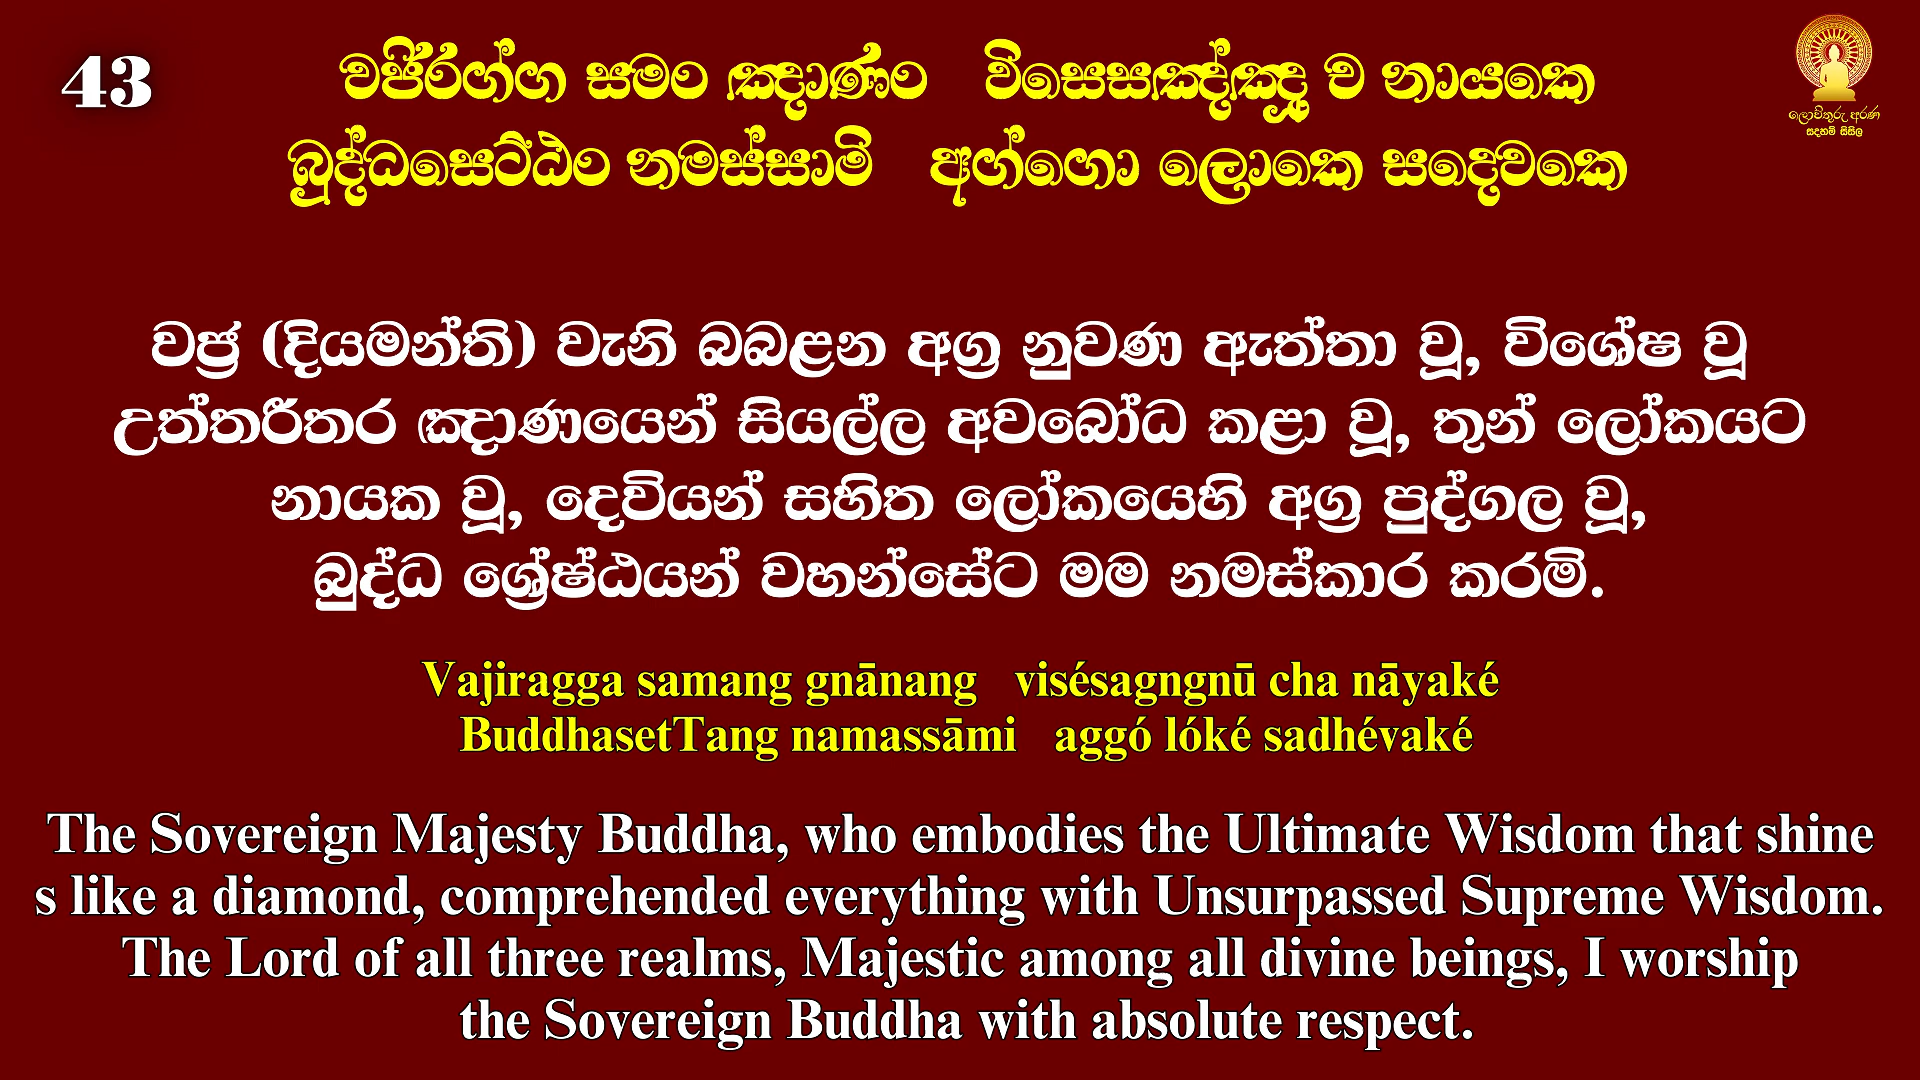 43
වජිරග්ග සමං ඤාණං විසෙසඤ්ඤූ ච නායකෙ
බුද්ධසෙට්ඨං නමස්සාමි අග්ගො ලොකෙ සදෙවකෙ
ලොවිතුරු අරණ
සදහම් සිසිල
වජ්‍ර (දියමන්ති) වැනි බබළන අග්‍ර නුවණ ඇත්තා වූ, විශේෂ වූ
උත්තරීතර ඤාණයෙන් සියල්ල අවබෝධ කළා වූ, තුන් ලෝකයට
නායක වූ, දෙවියන් සහිත ලෝකයෙහි අග්‍ර පුද්ගල වූ,
බුද්ධ ශ්‍රේෂ්ඨයන් වහන්සේට මම නමස්කාර කරමි.
Vajiragga samang gnānang visésagngnū cha nāyaké
BuddhasetTang namassāmi aggó lóké sadhévaké
The Sovereign Majesty Buddha, who embodies the Ultimate Wisdom that shine
s like a diamond, comprehended everything with Unsurpassed Supreme Wisdom.
The Lord of all three realms, Majestic among all divine beings, I worship
the Sovereign Buddha with absolute respect.